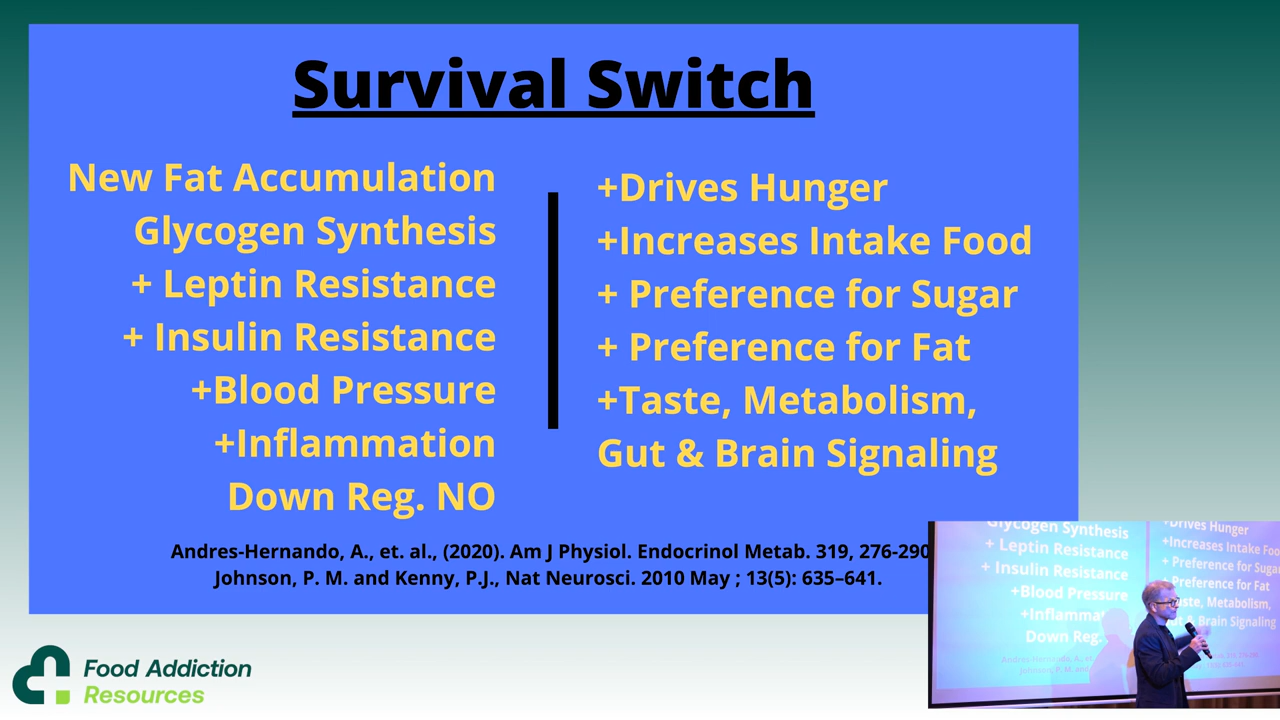 Survival Switch
New Fat Accumulation
Glycogen Synthesis
+ Leptin Resistance
+ Insulin Resistance
+Blood Pressure
+Inflammation
Down Reg. NO
+Drives Hunger
+Increases Intake Food
+ Preference for Sugar
+ Preference for Fat
+Taste, Metabolism,
Gut & Brain Signaling
Andres-Hernando, A., et. al., (2020). Am J Physiol. Endocrinol Metab. 319, 276-290
Johnson, P. M. and Kenny, P.J., Nat Neurosci. 2010 May ; 13(5): 635–641.
Glycogen Synthesis
+ Leptin Resistance
+ Insulin Resistance
+Blood Pressure
+Inflammat
Down Reg.
+Drives Hunger
+Increases Intake Foo
+ Preference for Sugar
Preference for Fat
aste, Metabolism,
& Brain Signaling
Food Addiction
Resources